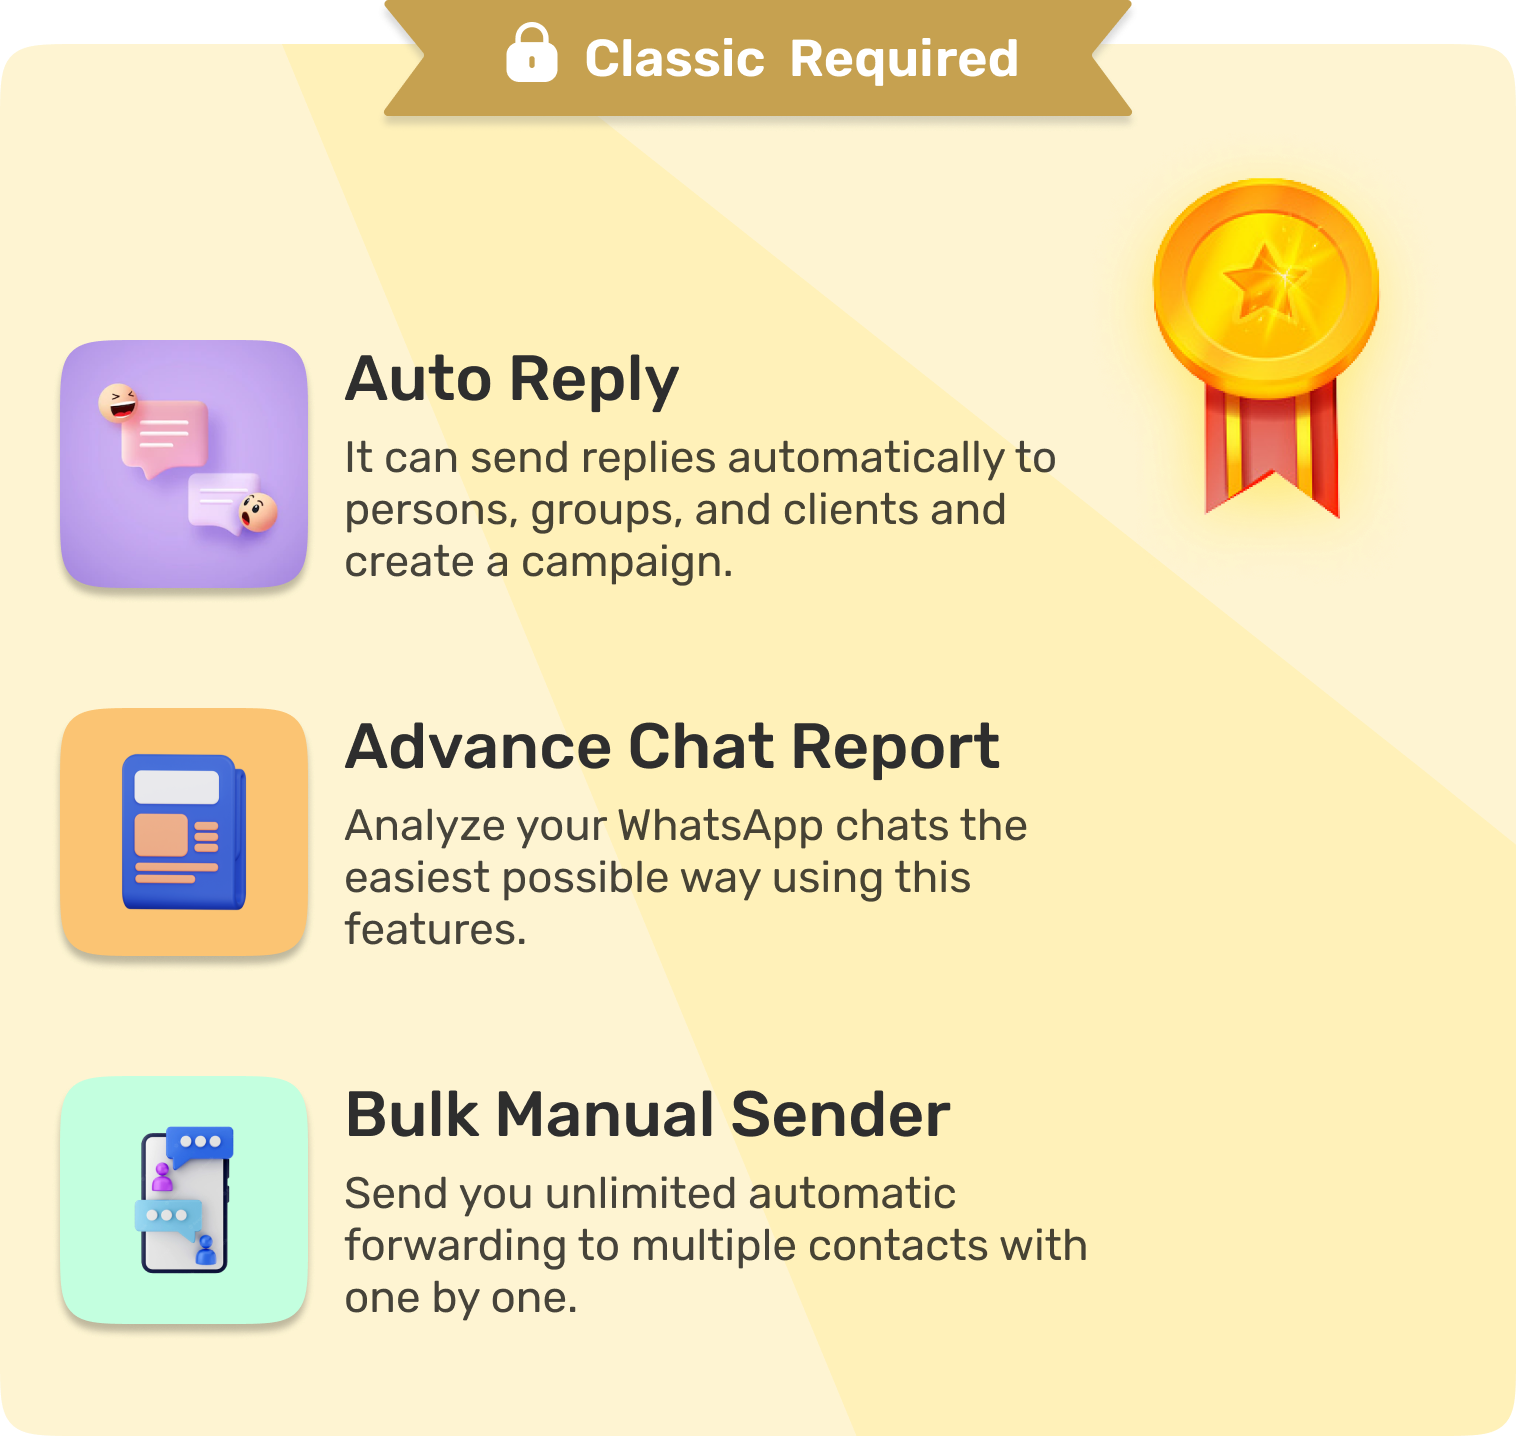 Classic Required
Auto Reply
It can send replies automatically to
persons, groups, and clients and
create a campaign.
Advance Chat Report
Analyze your WhatsApp chats the
easiest possible way using this
features.
Bulk Manual Sender
Send you unlimited automatic
forwarding to multiple contacts with
one by one.